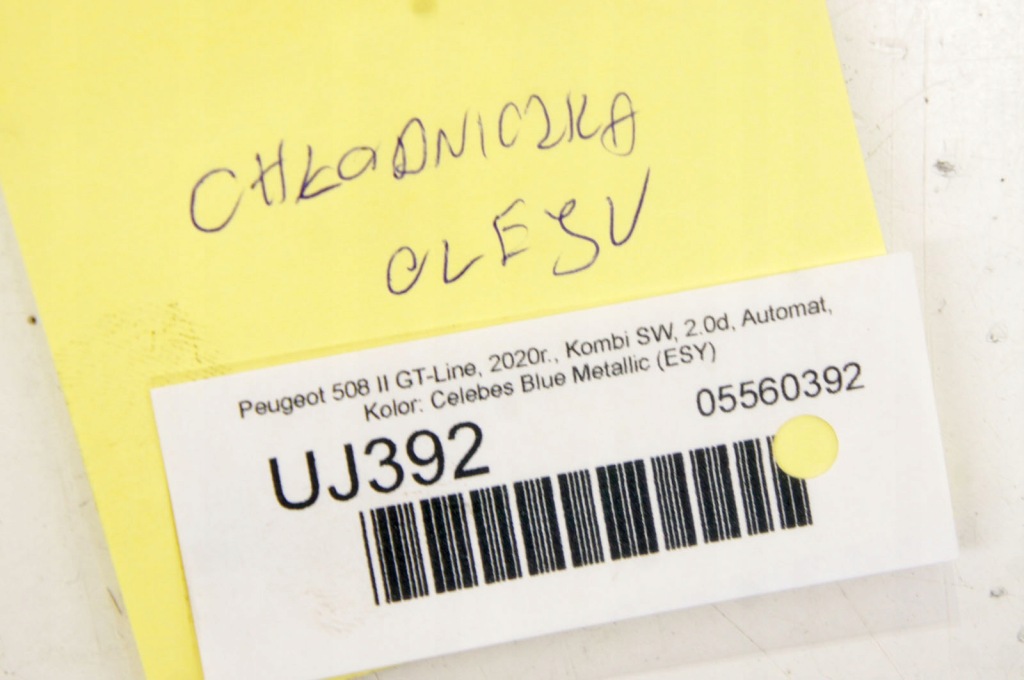 CHŁODNICZKA
OLEJU
Peugeot 508 II GT-Line, 2020r., Kombi SW, 2.0d, Automat,
Kolor: Celebes Blue Metallic (ESY)
05560392
UJ392